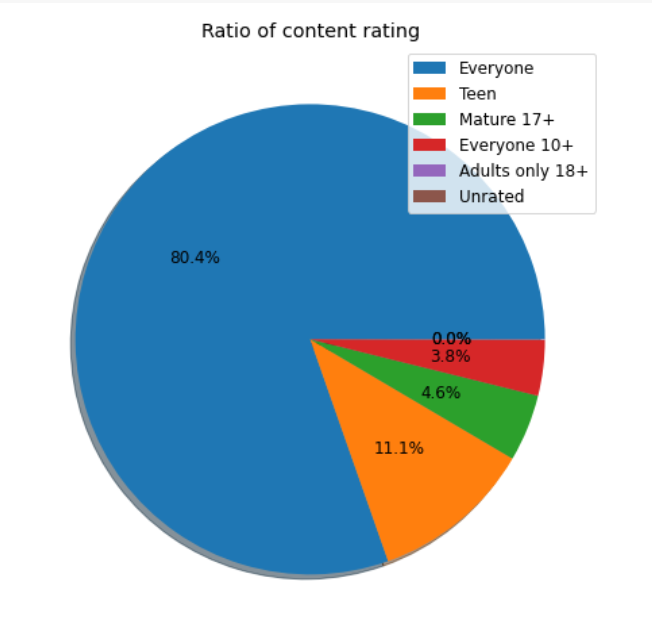 Ratio of content rating
Everyone
Teen
Mature 17+
Everyone 10+
Adults only 18+
Unrated
80.4%
0.0%
3.8%
4.6%
11.1%